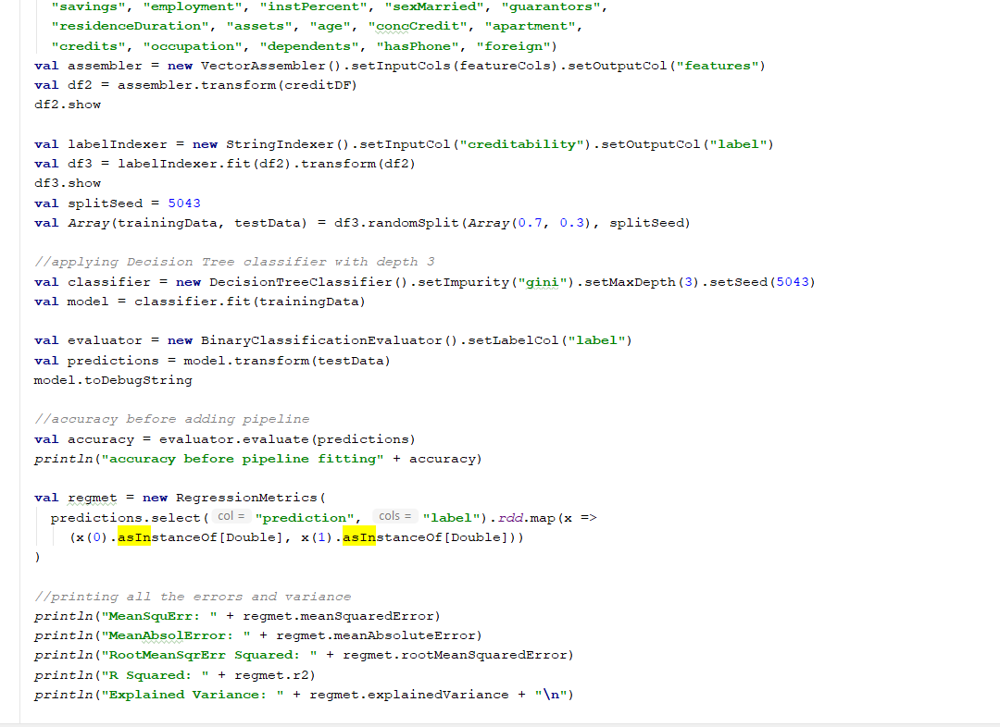 "savings", "employment", "instPercent", "sexMarried", "guarantors",
"residenceDuration", "assets", "age", "concCredit", "apartment",
"credits", "occupation", "dependents", "hasPhone", "foreign")
val assembler = new VectorAssembler().setInputCols(featureCols).setOutputCol("features")
val df2 = assembler.transform(creditDF)
df2.show
val labelIndexer = new StringIndexer().setInputCol("creditability").setOutputCol("label")
val df3 = labelIndexer.fit(df2).transform(df2)
df3.show
val splitSeed = 5043
val Array(trainingData, testData) = df3.randomSplit(Array(0.7, 0.3), splitSeed)
//applying Decision Tree classifier with depth 3
val classifier = new DecisionTreeClassifier().setImpurity("gini").setMaxDepth(3).setSeed(5043)
val model = classifier.fit(trainingData)
val evaluator = new BinaryClassificationEvaluator().setLabelCol("label")
val predictions = model.transform(testData)
model.toDebugString
//accuracy before adding pipeline
val accuracy = evaluator.evaluate(predictions)
println("accuracy before pipeline fitting" + accuracy)
val regmet = new RegressionMetrics(
predictions.select( col = "prediction", cols = "label").rdd.map(x =>
(x(0).asInstanceOf[Double], x(1).asInstanceOf[Double]))
)
//printing all the errors and variance
println("MeanSquErr: " + regmet.meanSquaredError)
println("MeanAbsolError: " + regmet.meanAbsoluteError)
println("RootMeanSqrErr Squared: " + regmet.rootMeanSquaredError)
println("R Squared: " + regmet.r2)
println("Explained Variance: " + regmet.explainedVariance + "\n")